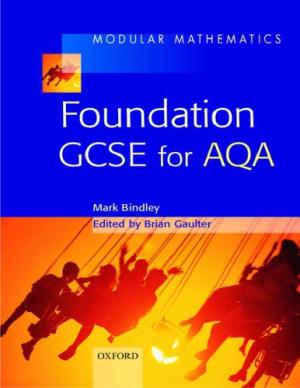 MODULAR MATHEMATICS
Foundation
GCSE for AQA
Mark Bindley
Edited by Brian Gaulter
OXFORD